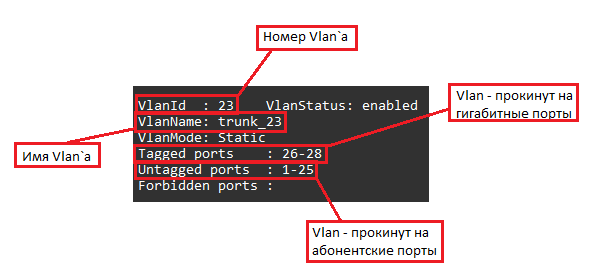 Номер Vlan`а
VlanId : 23 VlanStatus: enabled
VlanName: trunk_23
VlanMode: Static
Tagged ports : 26-28
Untagged ports : 1-25
Forbidden ports :
Vlan - прокинут на
гигабитные порты
Имя Vlan`а
Vlan - прокинут на
абонентские порты